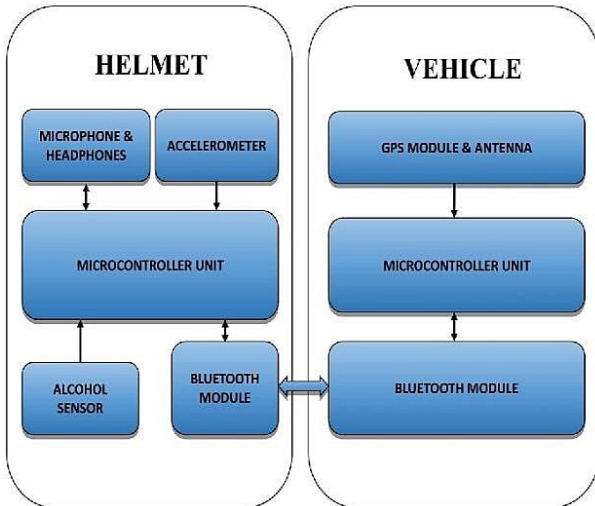 HELMET
MICROPHONE &
HEADPHONES
ACCELEROMETER
MICROCONTROLLER UNIT
ALCOHOL
SENSOR
BLUETOOTH
MODULE
VEHICLE
GPS MODULE & ANTENNA
MICROCONTROLLER UNIT
BLUETOOTH MODULE